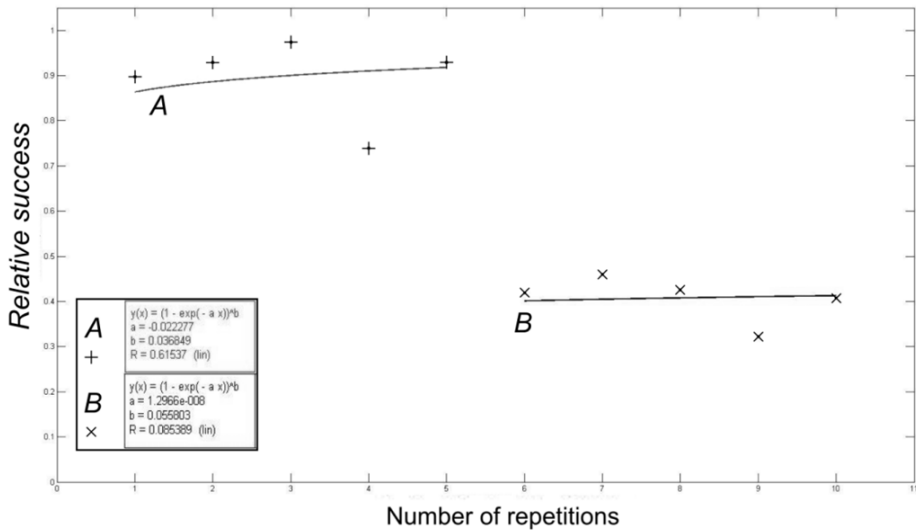 1
0.9
0.8
0.7
0.6
0.5
0.4
0.3
0.2
0.1
0
Relative success
A
B
A
y(x) = (1 - exp( - a x))^b
a = -0.022277
b = 0.036849
R = 0.61537 (lin)
B
y(x) = (1 - exp( - a x))^b
a = 1.2966e-008
b = 0.055803
R = 0.085389 (lin)
0 1 2 3 4 5 6 7 8 9 10 11
Number of repetitions